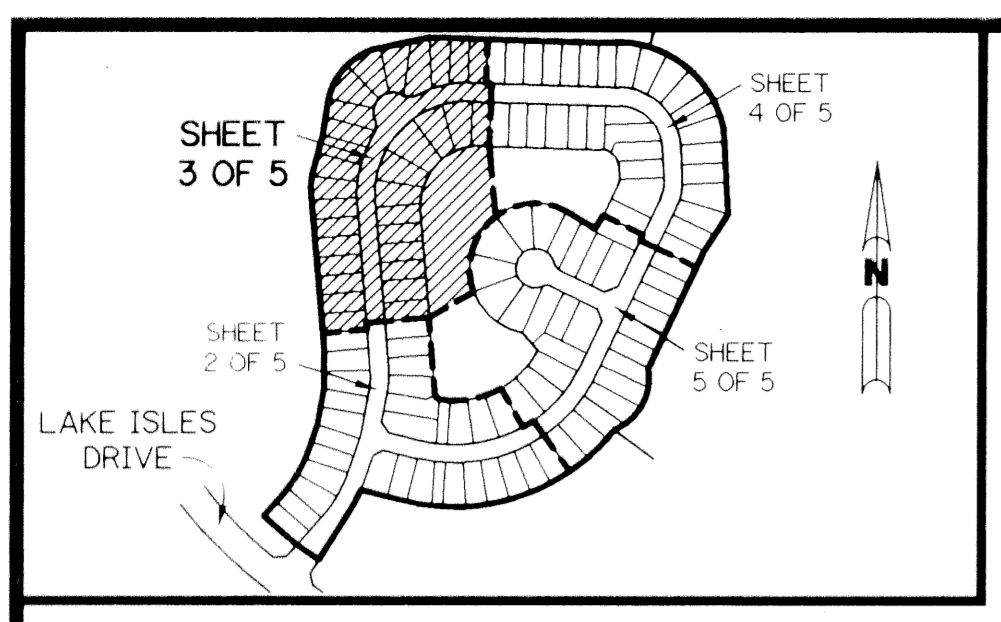 SHEET
4 OF 5
SHEET
3 OF 5
N
SHEET
2 OF 5
SHEET
5 OF 5
LAKE ISLES
DRIVE